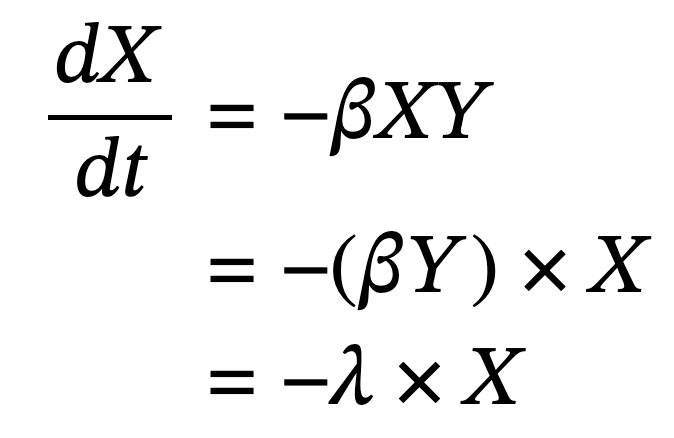 dX/dt = −βXY
= −(βY) × X
= −λ × X